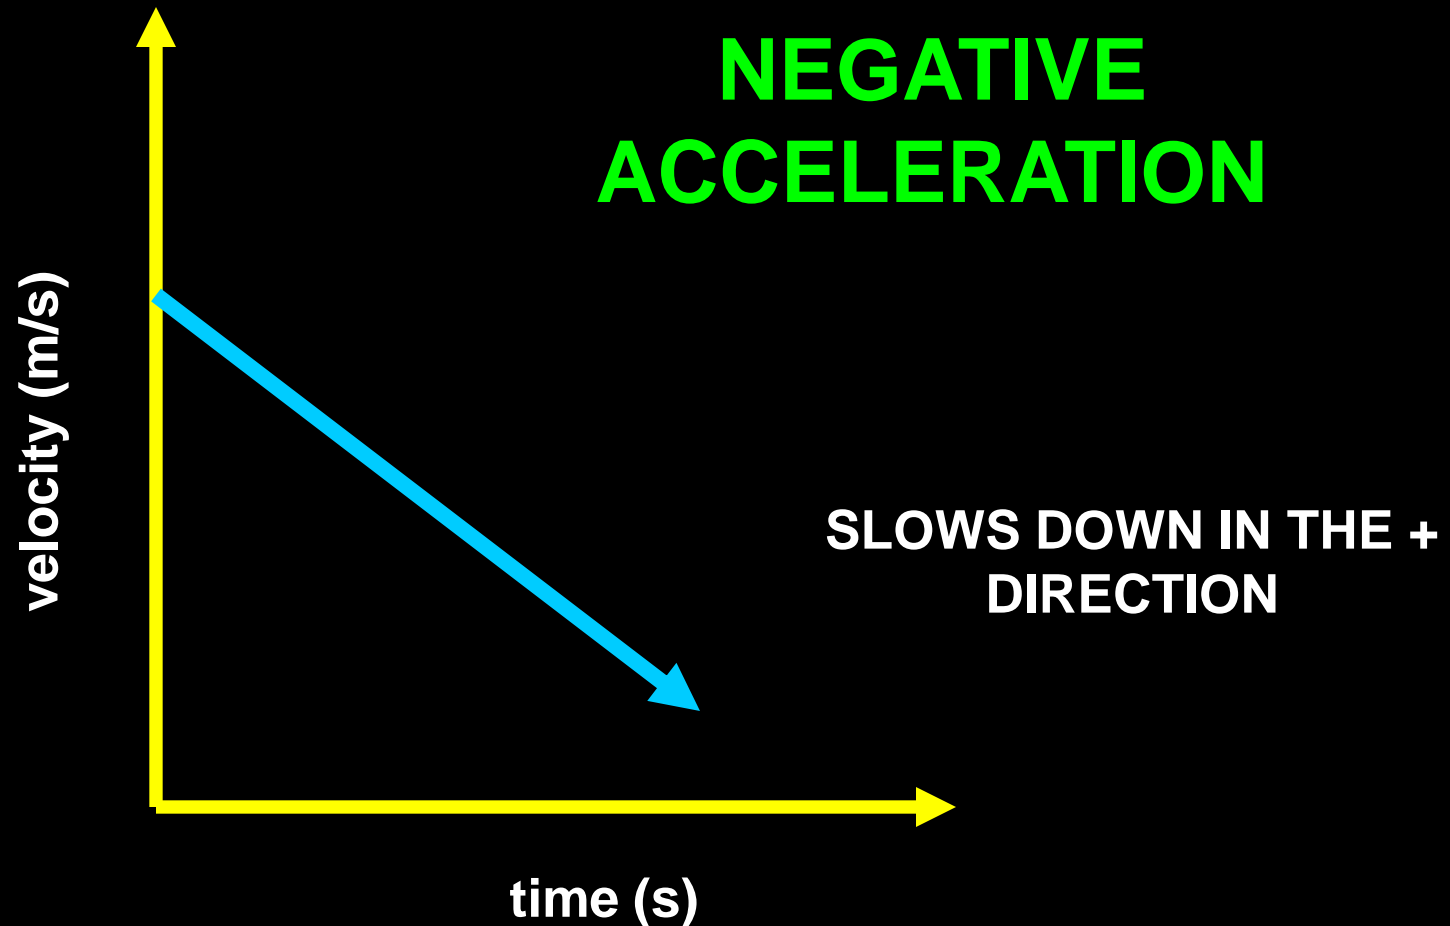 NEGATIVE
ACCELERATION
velocity (m/s)
SLOWS DOWN IN THE +
DIRECTION
time (s)